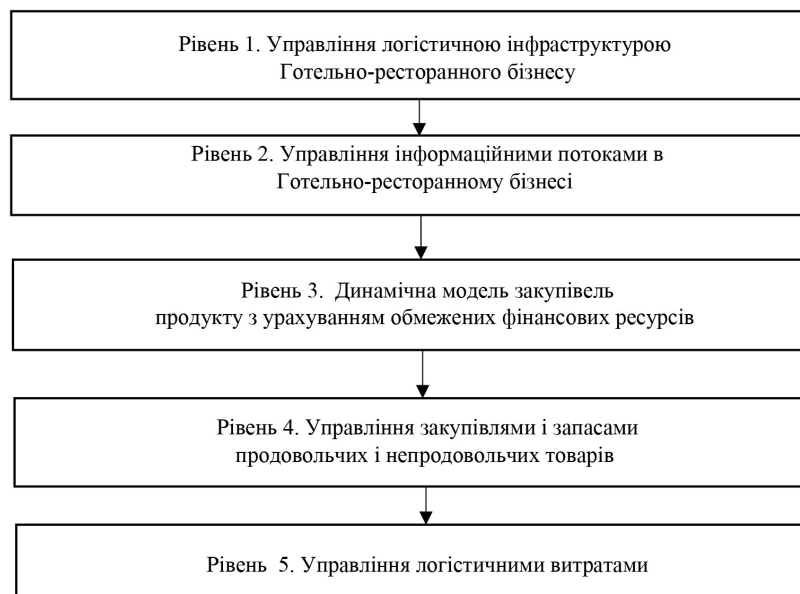 Рівень 1. Управління логістичною інфраструктурою
Готельно-ресторанного бізнесу
Рівень 2. Управління інформаційними потоками в
Готельно-ресторанному бізнесі
Рівень 3. Динамічна модель закупівель
продукту з урахуванням обмежених фінансових ресурсів
Рівень 4. Управління закупівлями і запасами
продовольчих і непродовольчих товарів
Рівень 5. Управління логістичними витратами